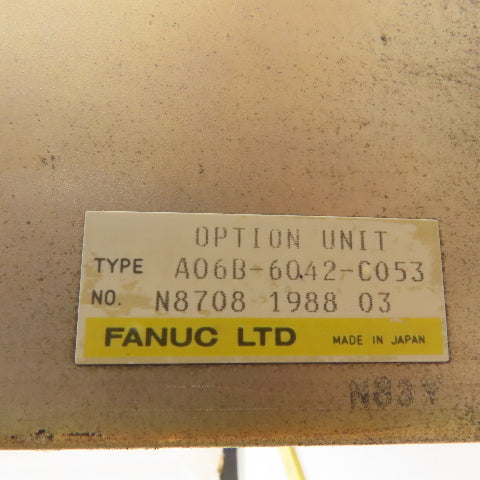 OPTION UNIT
TYPE A06B-6042-C053
NO. N8708 1988 03
FANUC LTD MADE IN JAPAN